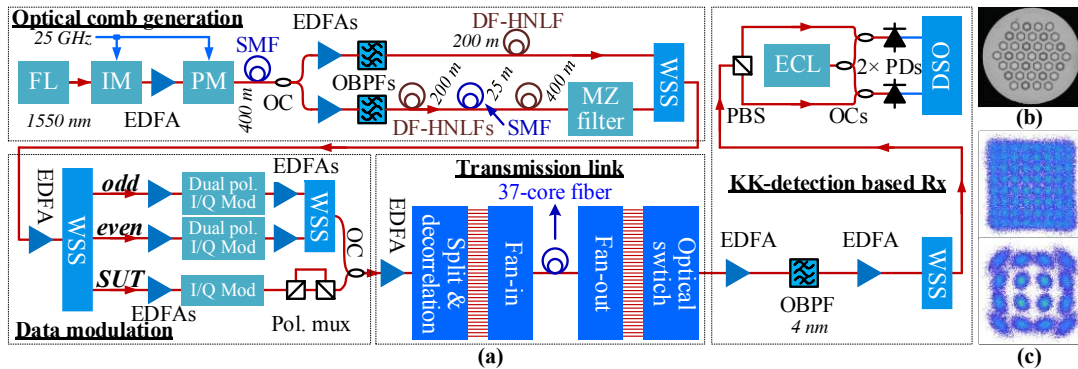 Optical comb generation
25 GHz
FL
IM
PM
1550 nm
EDFA
SMF
400 m
OC
EDFAs
OBPFs
DF-HNLF
200 m
200 m
25 m
400 m
DF-HNLFs
SMF
MZ
filter
WSS
PBS
ECL
2× PDs
OCs
DSO
(b)
EDFA
WSS
odd
even
SUT
EDFAs
Dual pol.
I/Q Mod
Dual pol.
I/Q Mod
I/Q Mod
EDFAs
WSS
OC
Pol. mux
Data modulation
Transmission link
37-core fiber
EDFA
Split &
decorrelation
Fan-in
Fan-out
Optical
swtich
KK-detection based Rx
EDFA
OBPF
4 nm
EDFA
WSS
(a)
(c)